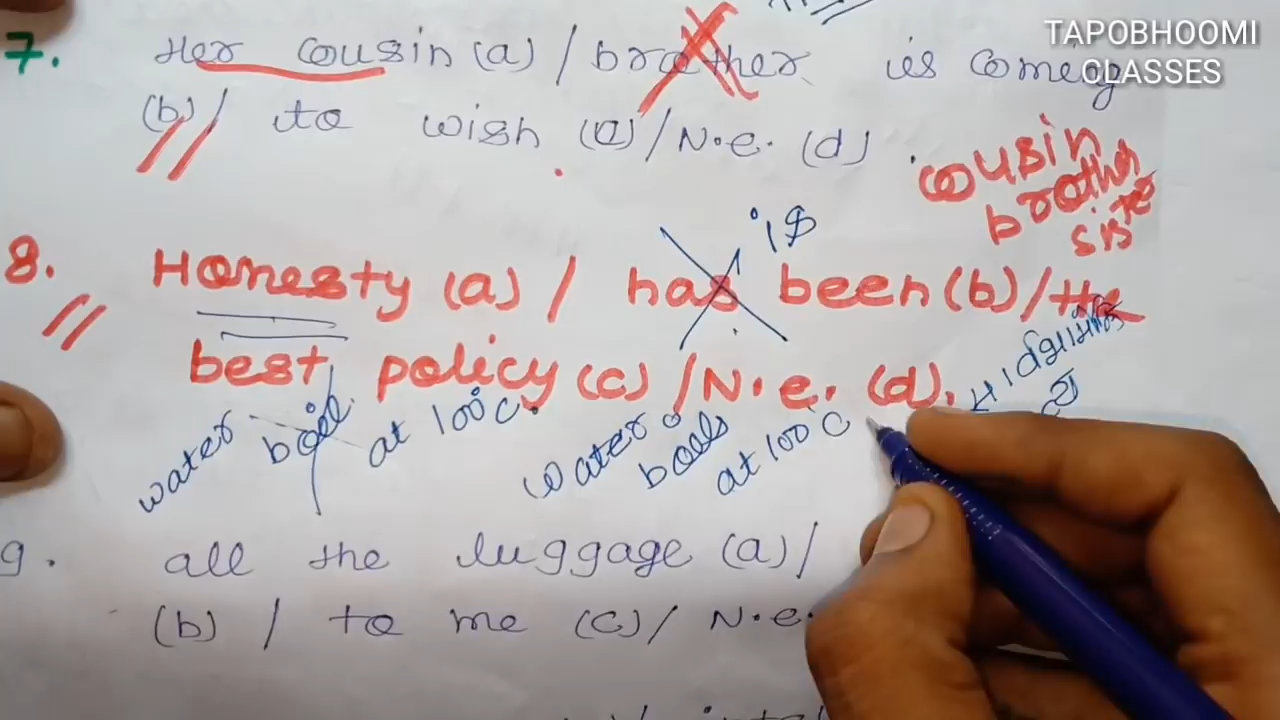 TAPOBHOOMI
CLASSES
7. Her cousin (a) / brother is coming
(b) / to wish (c) / N.e. (d)
cousin
brother
sister
is
8. Honesty (a) / has been (b) / the
best policy (c) / N.e. (d).
water boil at 100°C.
water boils at 100°C
9. all the luggage (a) /
(b) / to me (c) / N.e.